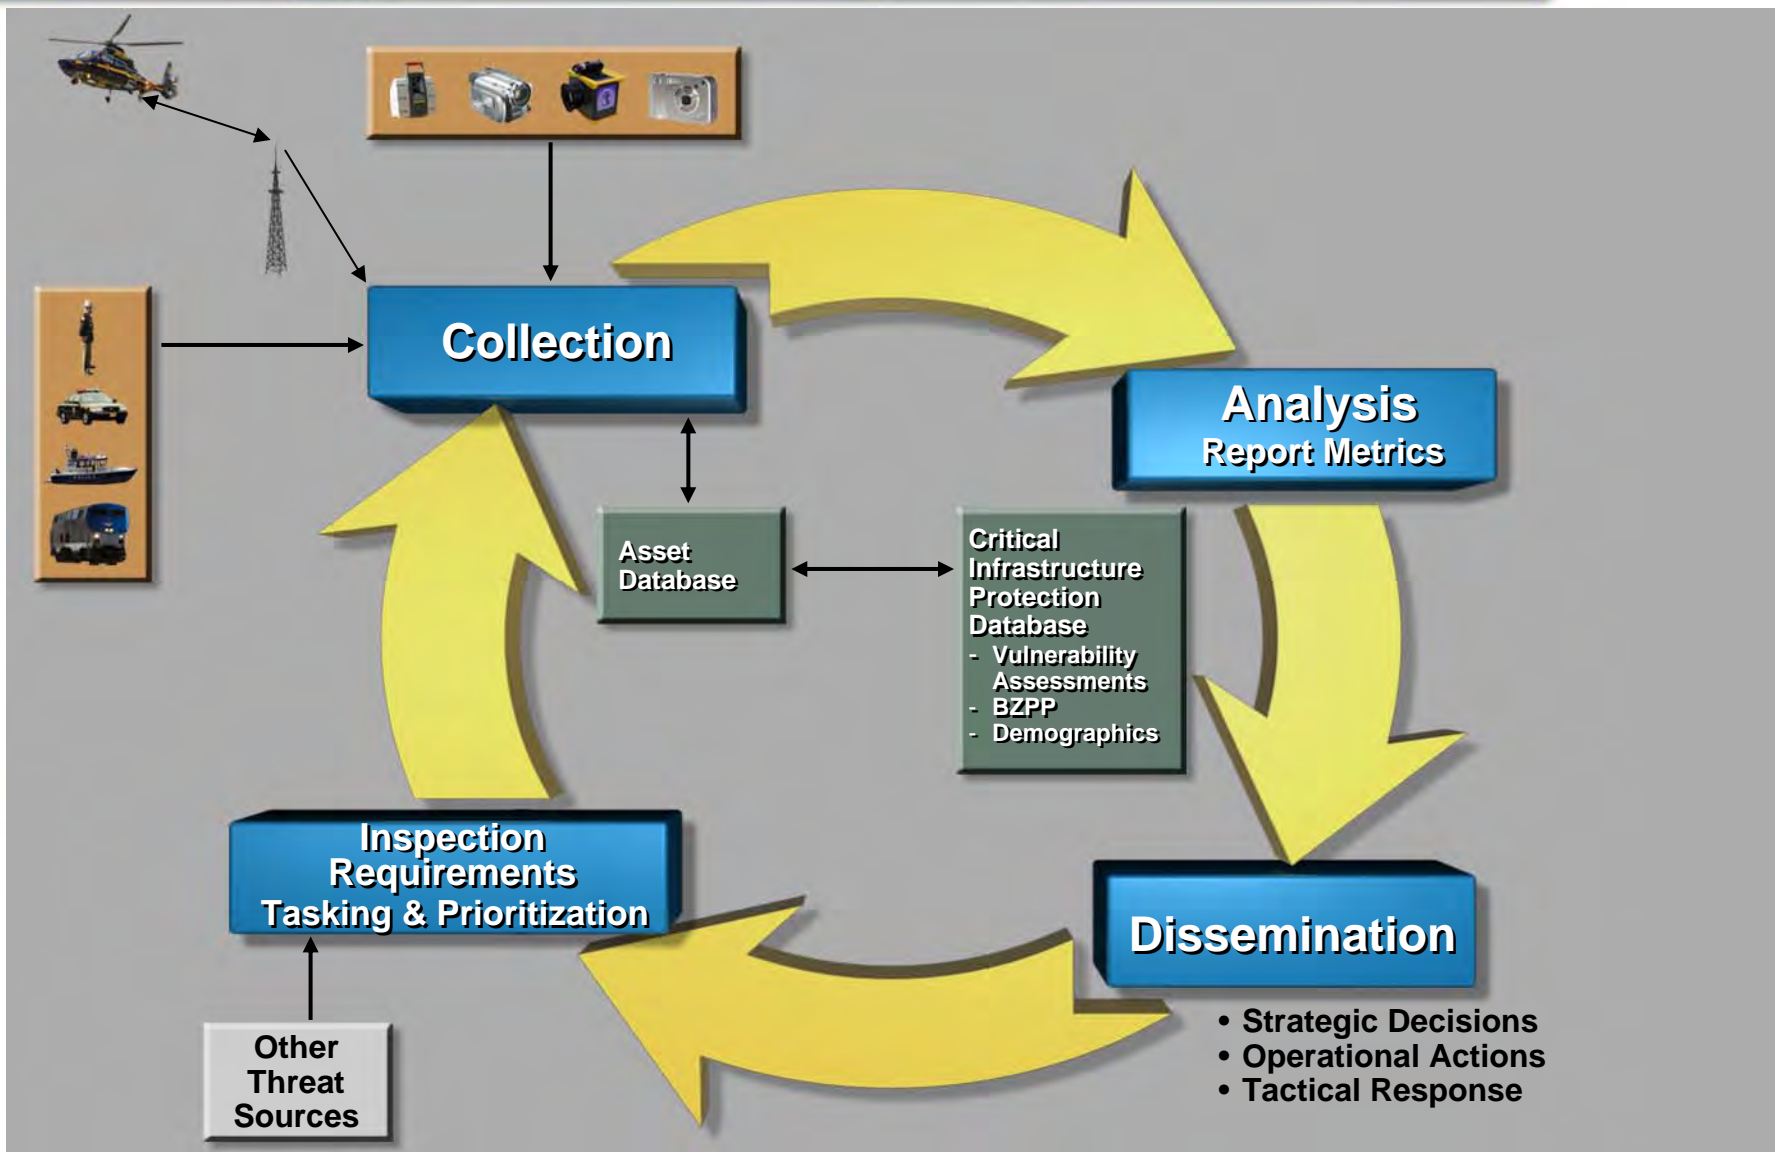 Collection
Analysis
Report Metrics
Asset
Database
Critical
Infrastructure
Protection
Database
- Vulnerability
Assessments
- BZPP
- Demographics
Inspection
Requirements
Tasking & Prioritization
Dissemination
• Strategic Decisions
• Operational Actions
• Tactical Response
Other
Threat
Sources